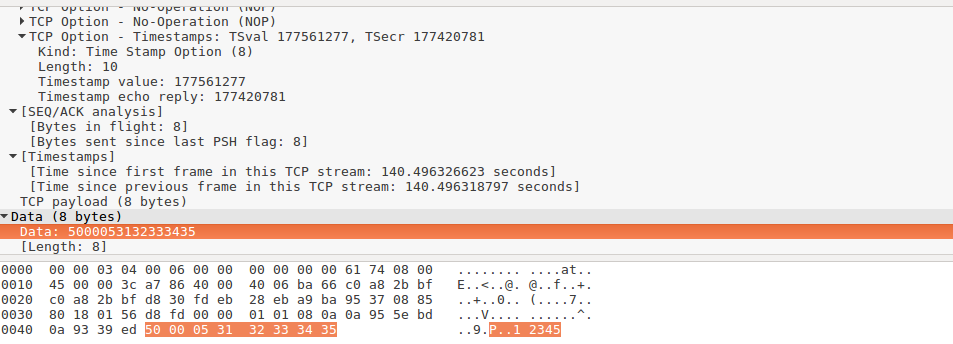 TCP Option - No-Operation (NOP)
TCP Option - No-Operation (NOP)
TCP Option - Timestamps: TSval 177561277, TSecr 177420781
Kind: Time Stamp Option (8)
Length: 10
Timestamp value: 177561277
Timestamp echo reply: 177420781
[SEQ/ACK analysis]
[Bytes in flight: 8]
[Bytes sent since last PSH flag: 8]
[Timestamps]
[Time since first frame in this TCP stream: 140.496326623 seconds]
[Time since previous frame in this TCP stream: 140.496318797 seconds]
TCP payload (8 bytes)
Data (8 bytes)
Data: 5000053132333435
[Length: 8]
0000  00 00 03 04 00 06 00 00  00 00 00 00 61 74 08 00   ........ ....at..
0010  45 00 00 3c a7 86 40 00  40 06 ba 66 c0 a8 2b bf   E..<..@. @..f..+.
0020  c0 a8 2b bf d8 30 fd eb  28 eb a9 ba 95 37 08 85   ..+..0.. (....7..
0030  80 18 01 56 d8 fd 00 00  01 01 08 0a 0a 95 5e bd   ...V.... ......^.
0040  0a 93 39 ed 50 00 05 31  32 33 34 35   ..9.P..1 2345